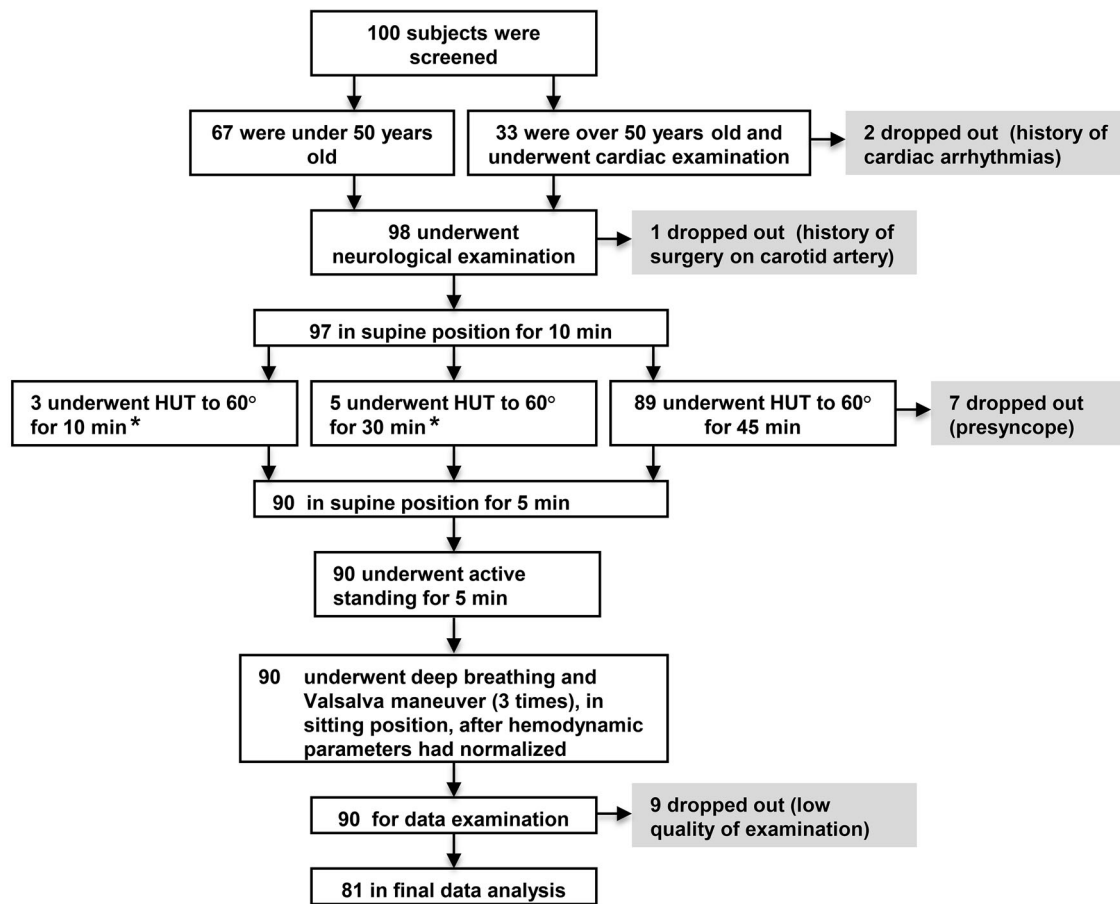 100 subjects were
screened
67 were under 50 years
old
33 were over 50 years old and
underwent cardiac examination
2 dropped out (history of
cardiac arrhythmias)
98 underwent
neurological examination
1 dropped out (history of
surgery on carotid artery)
97 in supine position for 10 min
3 underwent HUT to 60°
for 10 min*
5 underwent HUT to 60°
for 30 min*
89 underwent HUT to 60°
for 45 min
7 dropped out
(presyncope)
90 in supine position for 5 min
90 underwent active
standing for 5 min
90 underwent deep breathing and
Valsalva maneuver (3 times), in
sitting position, after hemodynamic
parameters had normalized
90 for data examination
9 dropped out (low
quality of examination)
81 in final data analysis